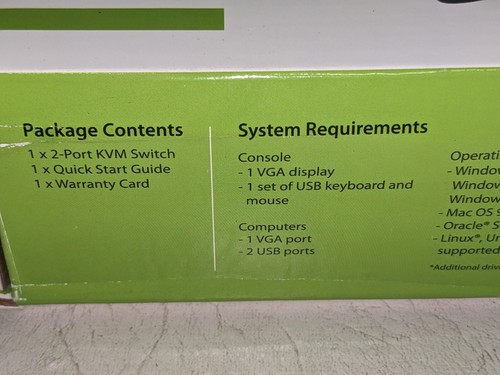 Package Contents
1 x 2-Port KVM Switch
1 x Quick Start Guide
1 x Warranty Card
System Requirements
Console
- 1 VGA display
- 1 set of USB keyboard and
mouse
Computers
- 1 VGA port
- 2 USB ports
Operati
- Window
Window
Window
- Mac OS 9
- Oracle® S
- Linux®, Un
supported
*Additional driv